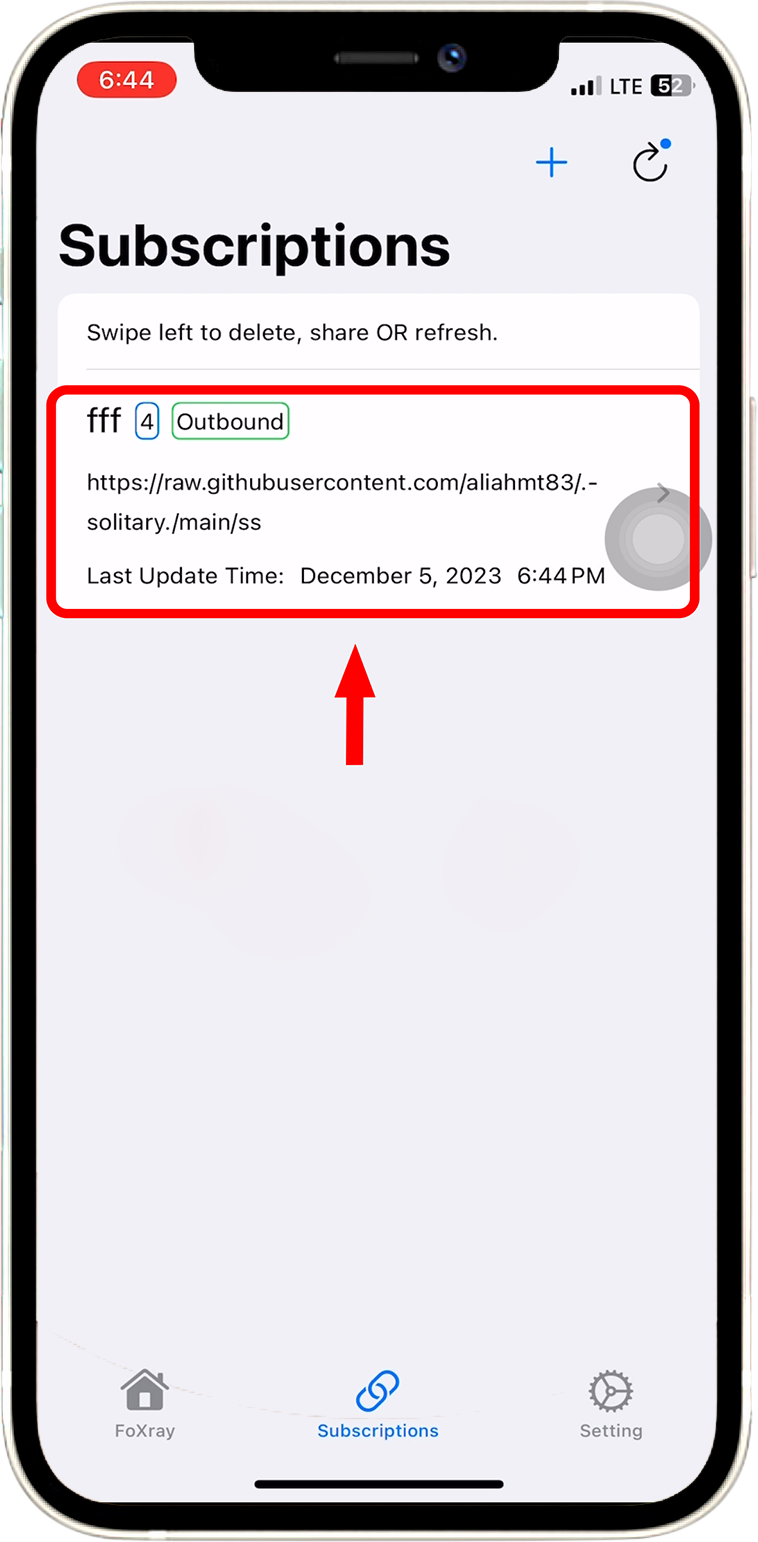 6:44
LTE 52
Subscriptions
Swipe left to delete, share OR refresh.
fff 4 Outbound
https://raw.githubusercontent.com/aliahmt83/.-
solitary./main/ss
Last Update Time: December 5, 2023 6:44 PM
FoXray Subscriptions Setting